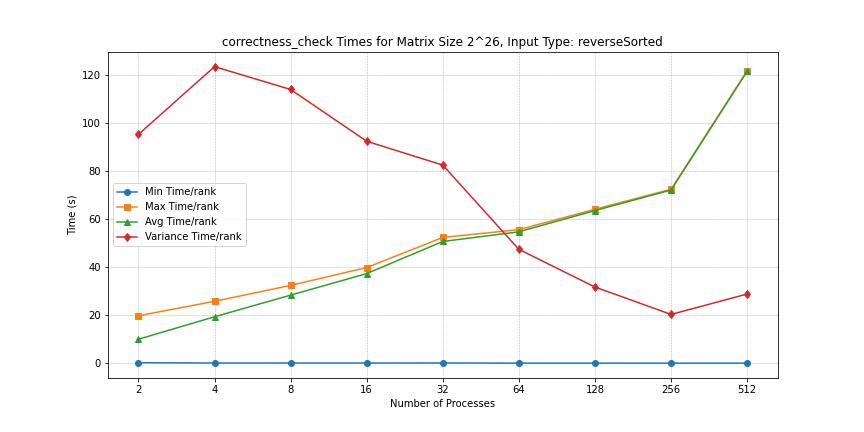 correctness_check Times for Matrix Size 2^26, Input Type: reverseSorted
120
100
80
60
40
20
0
Time (s)
Min Time/rank
Max Time/rank
Avg Time/rank
Variance Time/rank
2 4 8 16 32 64 128 256 512
Number of Processes